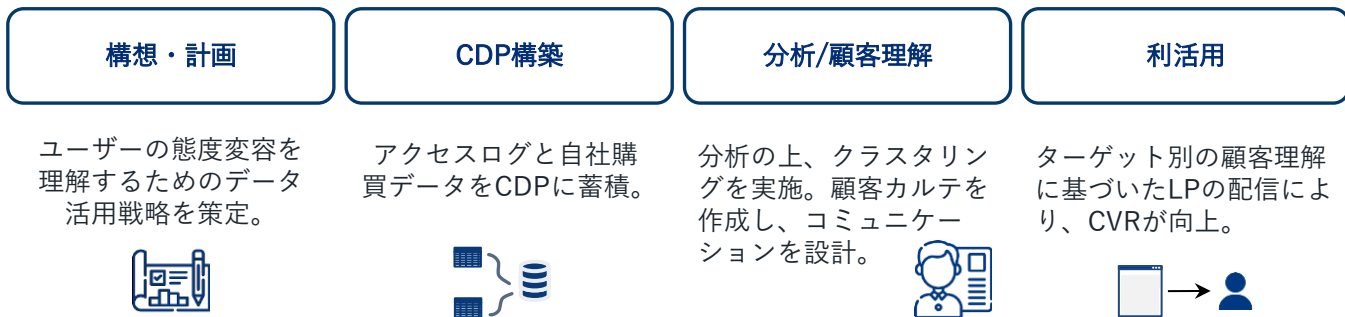 構想・計画
CDP構築
分析/顧客理解
利活用
ユーザーの態度変容を
理解するためのデータ
活用戦略を策定。
アクセスログと自社購
買データをCDPに蓄積。
分析の上、クラスタリン
グを実施。顧客カルテを
作成し、コミュニケー
ションを設計。
ターゲット別の顧客理解
に基づいたLPの配信によ
り、CVRが向上。